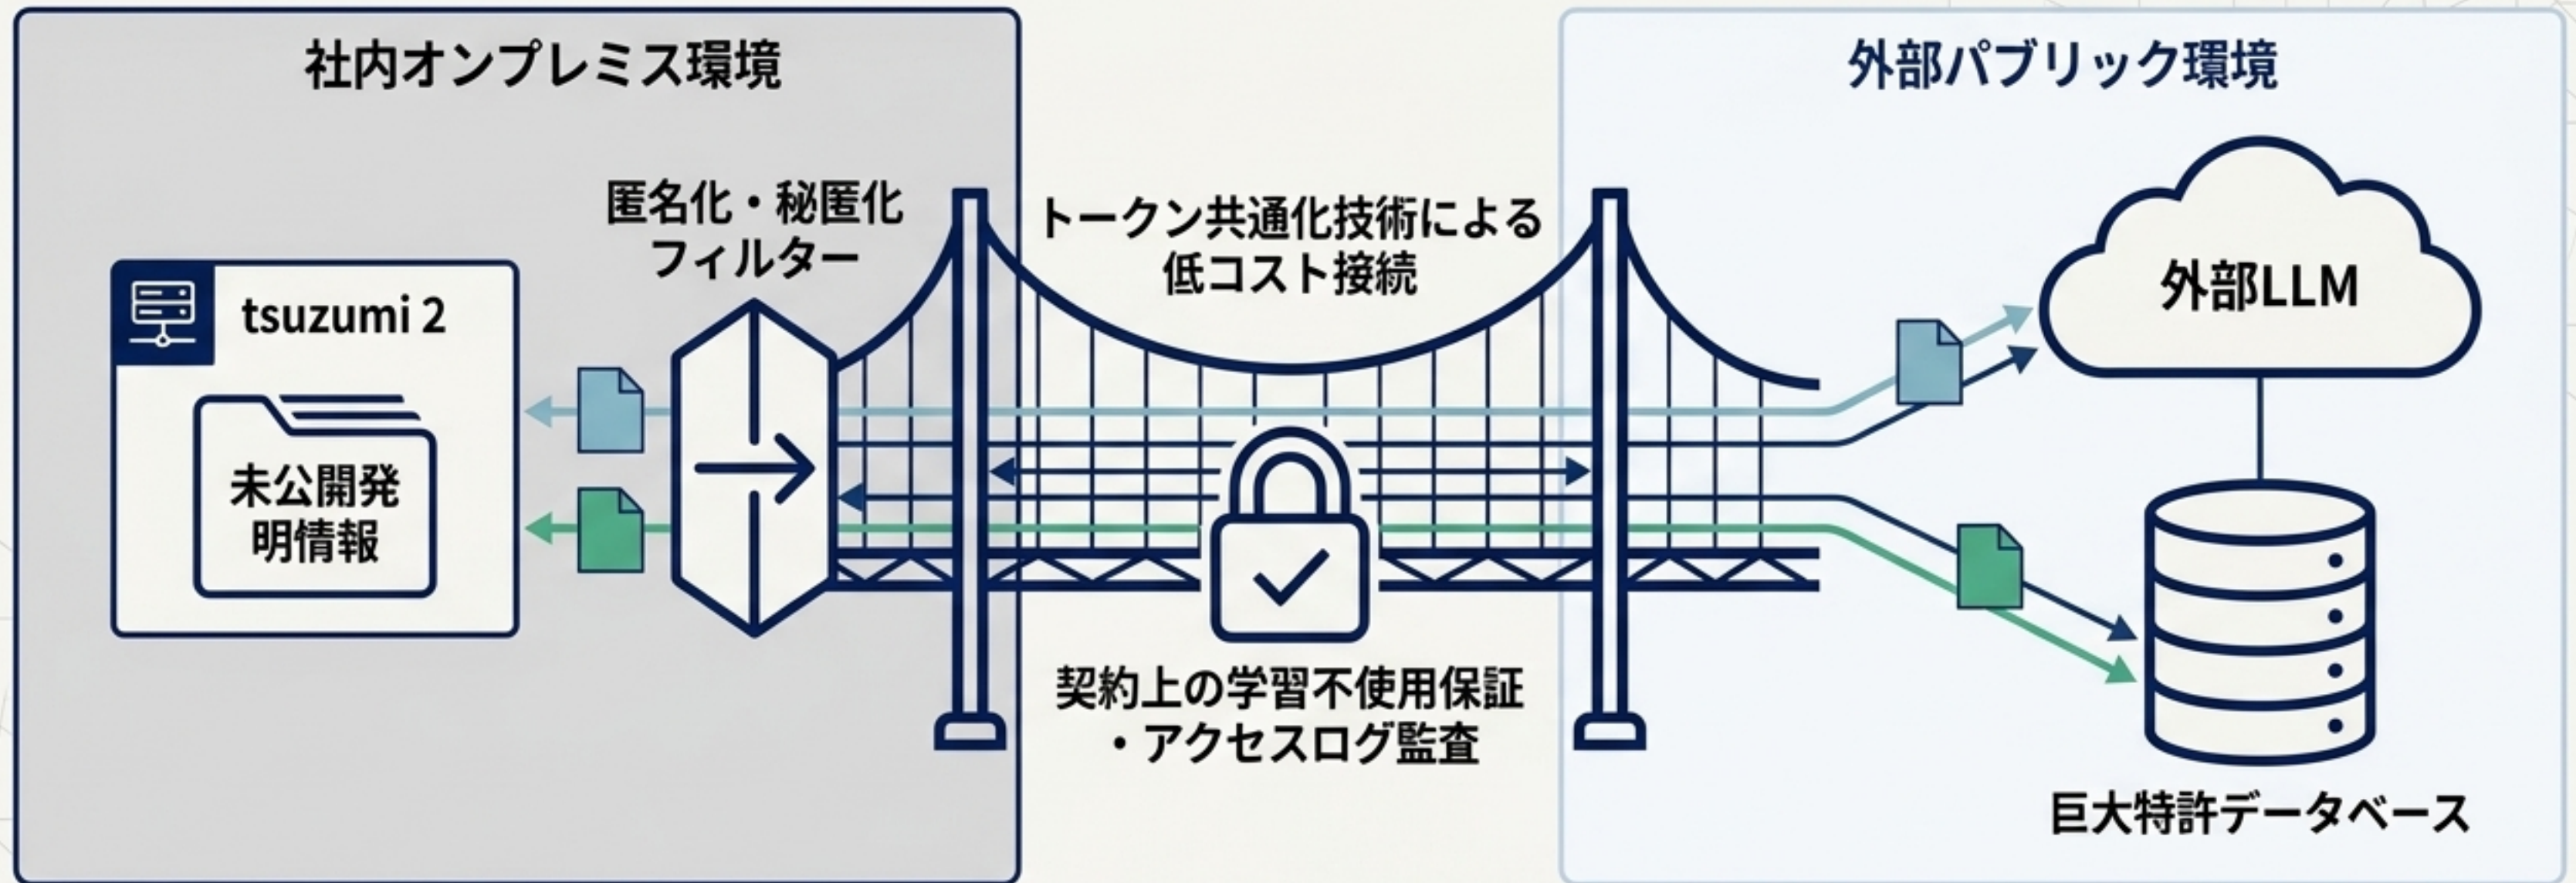 社内オンプレミス環境
匿名化・秘匿化
フィルター
tsuzumi 2
未公開発
明情報
トークン共通化技術による
低コスト接続
契約上の学習不使用保証
・アクセスログ監査
外部パブリック環境
外部LLM
巨大特許データベース